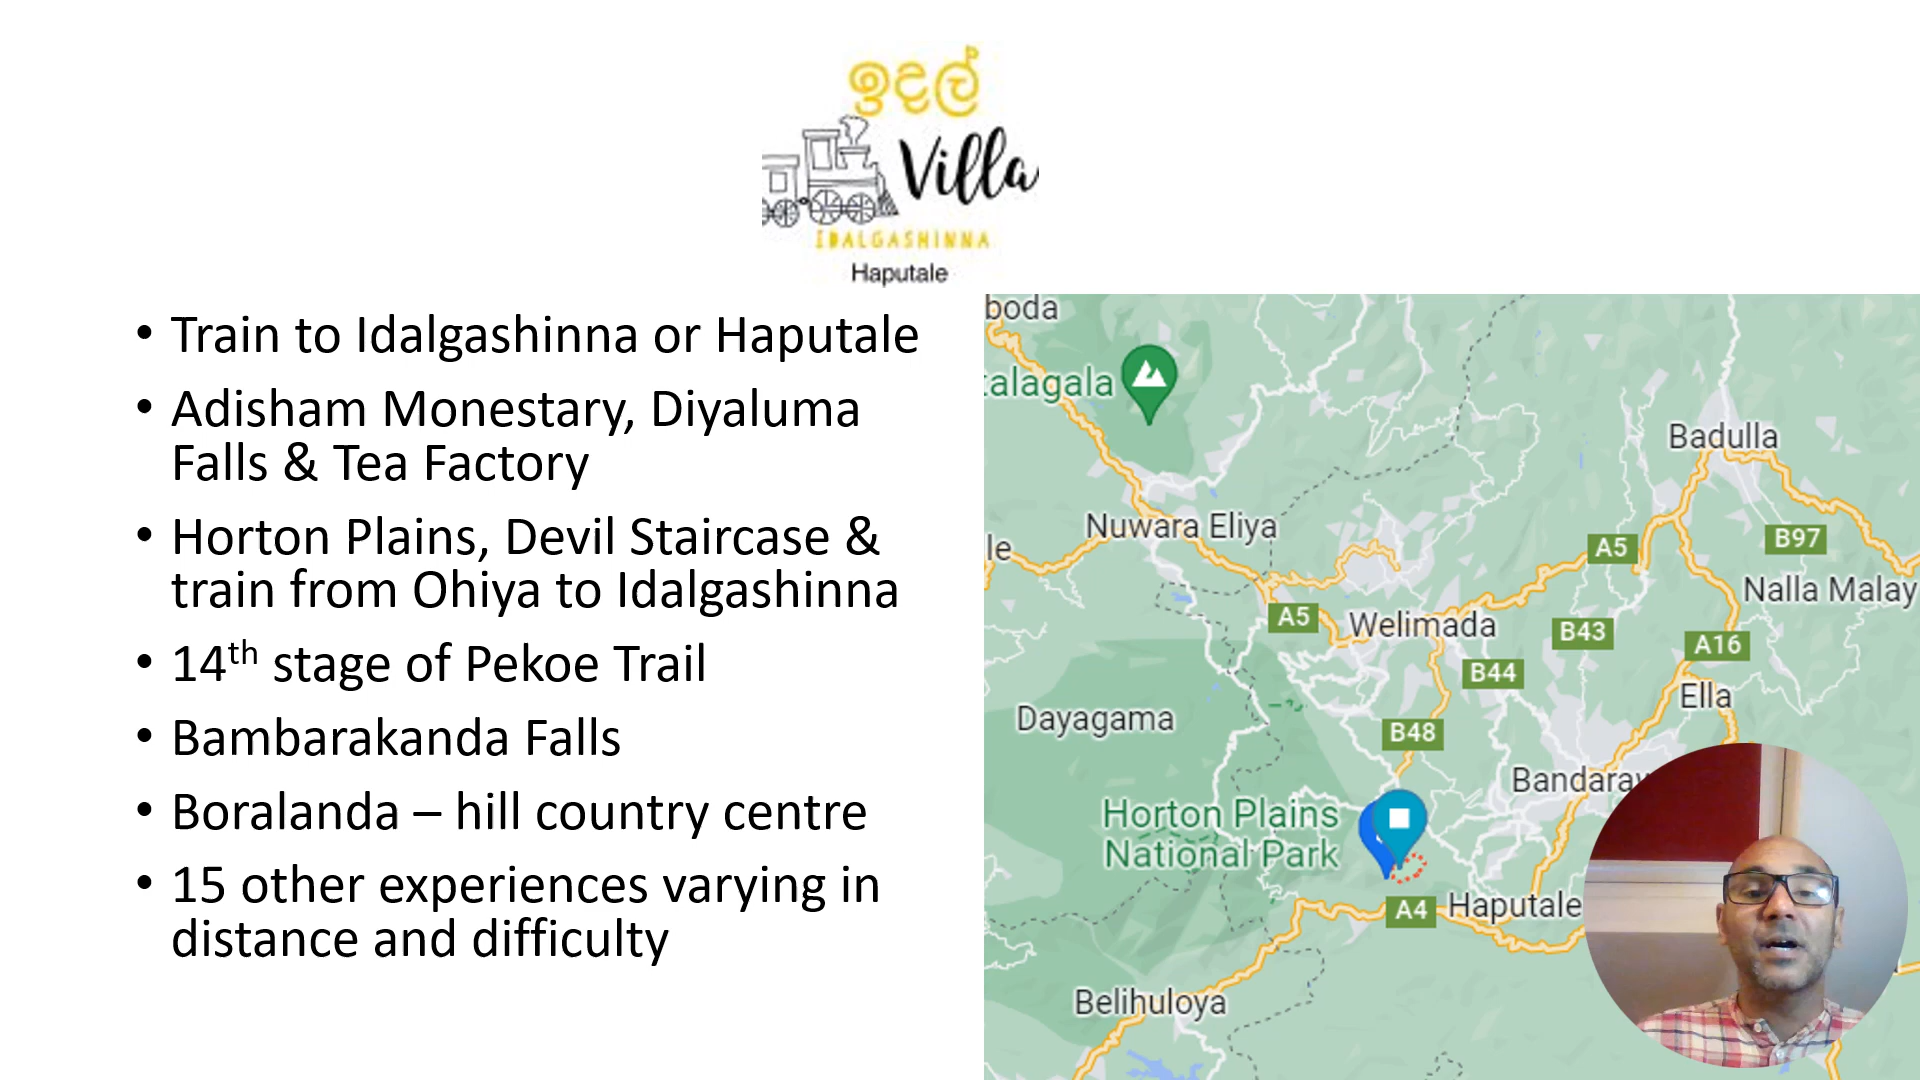 ඉදල්
Villa
IDALGASHINNA
Haputale
• Train to Idalgashinna or Haputale
• Adisham Monestary, Diyaluma
Falls & Tea Factory
• Horton Plains, Devil Staircase &
train from Ohiya to Idalgashinna
• 14th stage of Pekoe Trail
• Bambarakanda Falls
• Boralanda – hill country centre
• 15 other experiences varying in
distance and difficulty
boda
talagala
Badulla
Nuwara Eliya
le
A5
B97
Nalla Malay
A5
Welimada
B43
A16
B44
Ella
Dayagama
B48
Bandaraw
Horton Plains
National Park
A4
Haputale
Belihuloya